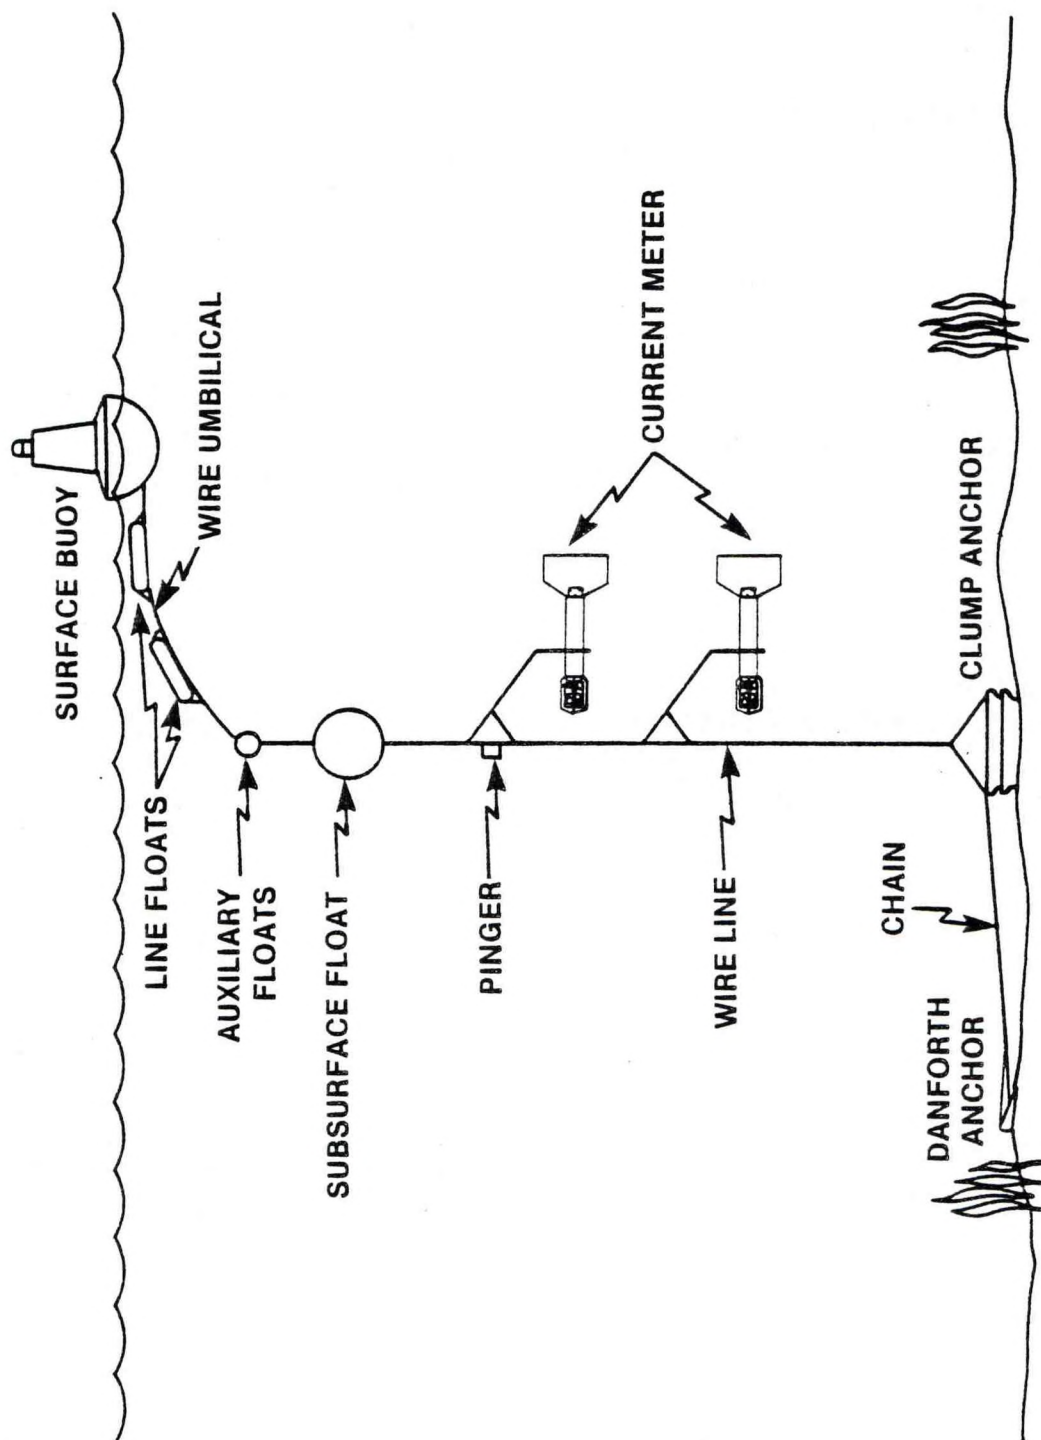 SURFACE BUOY
WIRE UMBILICAL
LINE FLOATS
AUXILIARY
FLOATS
SUBSURFACE FLOAT
PINGER
CURRENT METER
WIRE LINE
CHAIN
CLUMP ANCHOR
DANFORTH
ANCHOR